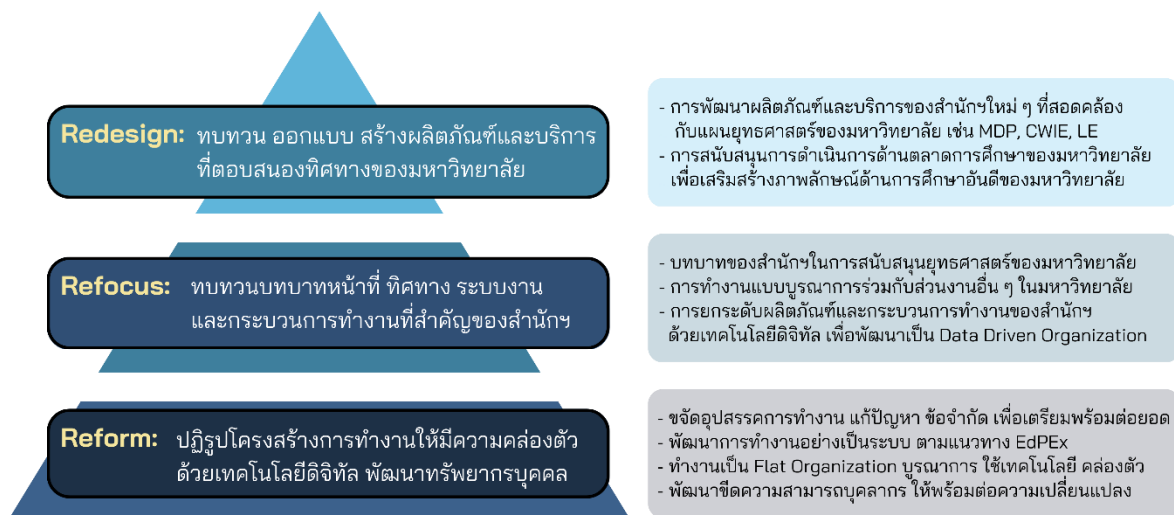 Redesign: ทบทวน ออกแบบ สร้างผลิตภัณฑ์และบริการ
ที่ตอบสนองทิศทางของมหาวิทยาลัย
- การพัฒนาผลิตภัณฑ์และบริการของสำนักฯใหม่ ๆ ที่สอดคล้อง
กับแผนยุทธศาสตร์ของมหาวิทยาลัย เช่น MDP, CWIE, LE
- การสนับสนุนการดำเนินการด้านตลาดการศึกษาของมหาวิทยาลัย
เพื่อเสริมสร้างภาพลักษณ์ด้านการศึกษาอันดีของมหาวิทยาลัย
Refocus: ทบทวนบทบาทหน้าที่ ทิศทาง ระบบงาน
และกระบวนการทำงานที่สำคัญของสำนักฯ
- บทบาทของสำนักฯในการสนับสนุนยุทธศาสตร์ของมหาวิทยาลัย
- การทำงานแบบบูรณาการร่วมกับส่วนงานอื่น ๆ ในมหาวิทยาลัย
- การยกระดับผลิตภัณฑ์และกระบวนการทำงานของสำนักฯ
ด้วยเทคโนโลยีดิจิทัล เพื่อพัฒนาเป็น Data Driven Organization
Reform: ปฏิรูปโครงสร้างการทำงานให้มีความคล่องตัว
ด้วยเทคโนโลยีดิจิทัล พัฒนาทรัพยากรบุคคล
- ขจัดอุปสรรคการทำงาน แก้ปัญหา ข้อจำกัด เพื่อเตรียมพร้อมต่อยอด
- พัฒนาการทำงานอย่างเป็นระบบ ตามแนวทาง EdPEx
- ทำงานเป็น Flat Organization บูรณาการ ใช้เทคโนโลยี คล่องตัว
- พัฒนาขีดความสามารถบุคลากร ให้พร้อมต่อความเปลี่ยนแปลง